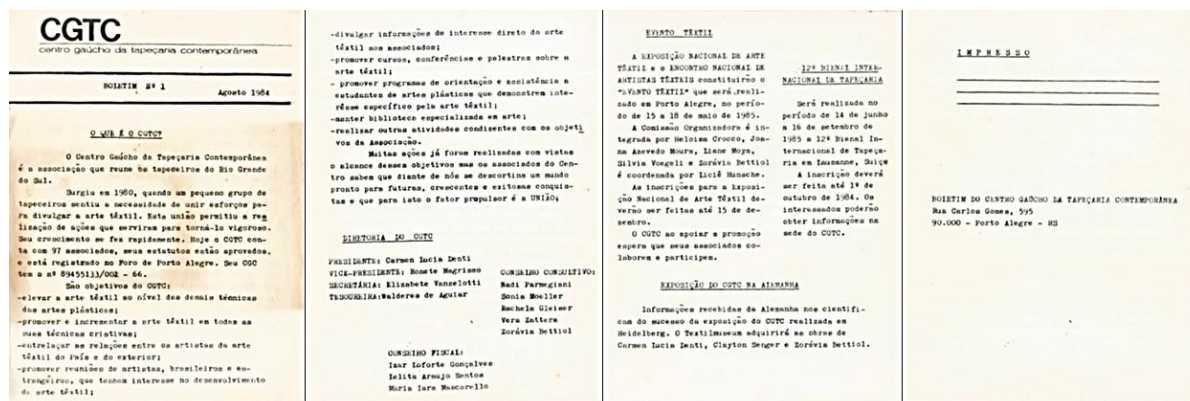 CGTC
centro gaúcho da tapeçaria contemporânea
BOLETIM Nº 1
Agosto 1984
O QUE É O CGTC?
O Centro Gaúcho da Tapeçaria Contemporânea
é a associação que reune os tapeceiros do Rio Grande
do Sul.
Surgiu em 1980, quando um pequeno grupo de
tapeceiros sentiu a necessidade de unir esforços pa-
ra divulgar a arte têxtil. Esta união permitiu a rea
lização de ações que serviram para torná-lo vigoroso.
Seu crescimento se fez rapidamente. Hoje o CGTC con-
ta com 97 associados, seus estatutos estão aprovados,
e está registrado no Foro de Porto Alegre. Seu CGC
tem o nº 89455133/001 - 66.
São objetivos do CGTC:
-elevar a arte têxtil ao nível das demais técnicas
das artes plásticas;
-promover e incrementar a arte têxtil em todas as
suas técnicas criativas;
-entrelaçar as relações entre os artistas da arte
têxtil do País e do exterior;
-promover reuniões de artistas, brasileiros e es-
trangeiros, que tenham interesse no desenvolvimento
da arte têxtil;
-divulgar informações de interesse direto da arte
têxtil aos associados;
-promover cursos, conferências e palestras sobre a
arte têxtil;
- promover programas de orientação e assistência a
estudantes de artes plásticas que demonstrem inte-
rêsse específico pela arte têxtil;
-manter biblioteca especializada em arte;
-realizar outras atividades condizentes com os objeti
vos da Associação.
Muitas ações já foram realizadas com vistas
o alcance desses objetivos mas os associados do Cen-
tro sabem que diante de nós se descortina um mundo
pronto para futuras, crescentes e exitosas conquis-
tas e que para isto o fator propulsor é a UNIÃO;
DIRETORIA DO CGTC
PRESIDENTE: Carmen Lucia Denti
VICE-PRESIDENTE: Ronete Magrisso
SECRETÁRIA: Elizabete Vanzelotti
TESOUREIRA: Walderes de Aguiar
CONSELHO CONSULTIVO:
Nadi Parmegiani
Sonia Moeller
Rachela Gleiser
Vera Zattera
Zorávia Bettiol
CONSELHO FISCAL:
Izar Loforte Gonçalves
Ielita Araujo Santos
Maria Iara Mascarello
EVENTO TÊXTIL
A EXPOSIÇÃO NACIONAL DE ARTE
TÊXTIL e o ENCONTRO NACIONAL DE
ARTISTAS TÊXTEIS constituirão o
"EVENTO TÊXTIL" que será reali-
zado em Porto Alegre, no perío-
do de 15 a 18 de maio de 1985.
A Comissão Organizadora é in-
tegrada por Heloisa Crocco, Joa-
na Azevedo Moura, Liane Moya,
Silvia Voegeli e Zorávia Bettiol
é coordenada por Licié Hunsche.
As inscrições para a Exposi-
ção Nacional de Arte Têxtil de-
verão ser feitas até 15 de de-
zembro.
O CGTC ao apoiar a promoção
espera que seus associados co-
laborem e participem.
12ª BIENAL INTER-
NACIONAL DE TAPEÇARIA
Será realizada no
período de 14 de junho
a 16 de setembro de
1985 a 12ª Bienal In-
ternacional de Tapeça-
ria em Lausanne, Suiça
A inscrição deverá
ser feita até 1º de
outubro de 1984. Os
interessados poderão
obter informações na
sede do CGTC.
EXPOSIÇÃO DO CGTC NA ALEMANHA
Informações recebidas da Alemanha nos cientifi-
cam do sucesso da exposição do CGTC realizada em
Heidelberg. O Textilmuseum adquirirá as obras de
Carmen Lucia Denti, Clayton Senger e Zorávia Bettiol.
IMPRESSO
BOLETIM DO CENTRO GAÚCHO DA TAPEÇARIA CONTEMPORÂNEA
Rua Carlos Gomes, 595
90.000 - Porto Alegre - RS